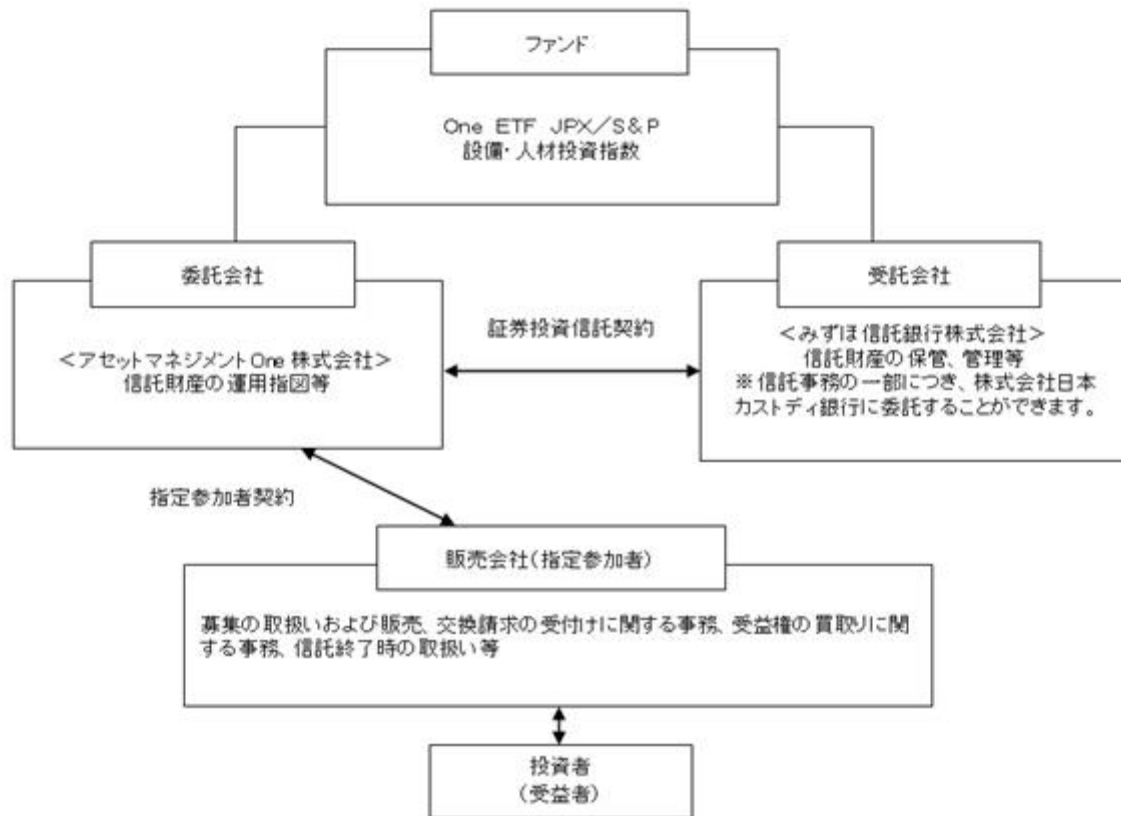 ファンド
One ETF JPX／S&P
設備・人材投資指数
委託会社
＜アセットマネジメントOne 株式会社＞
信託財産の運用指図等
証券投資信託契約
受託会社
＜みずほ信託銀行株式会社＞
信託財産の保管、管理等
※信託事務の一部につき、株式会社日本
カストディ銀行に委託することができます。
指定参加者契約
販売会社（指定参加者）
募集の取扱いおよび販売、交換請求の受付けに関する事務、受益権の買取りに関
する事務、信託終了時の取扱い等
投資者
（受益者）